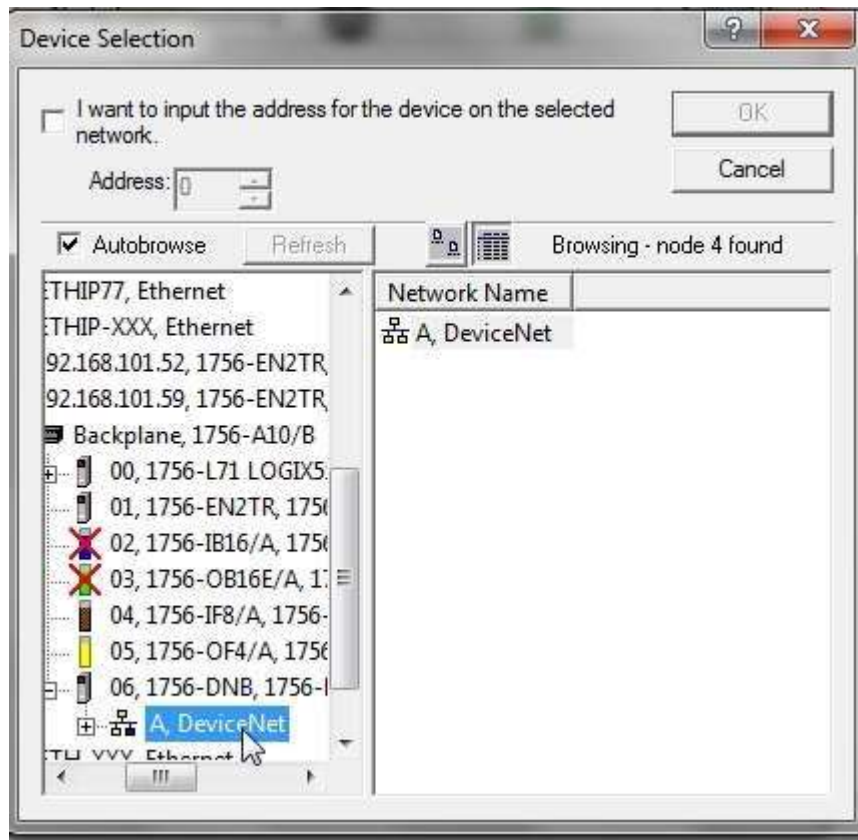 Device Selection
I want to input the address for the device on the selected
network.
OK
Cancel
Address: 0
Autobrowse
Refresh
Browsing - node 4 found
THIP77, Ethernet
THIP-XXX, Ethernet
92.168.101.52, 1756-EN2TR,
92.168.101.59, 1756-EN2TR,
Backplane, 1756-A10/B
00, 1756-L71 LOGIX5
01, 1756-EN2TR, 1756
02, 1756-IB16/A, 1756
03, 1756-OB16E/A, 17
04, 1756-IF8/A, 1756-
05, 1756-OF4/A, 1756
06, 1756-DNB, 1756-
A, DeviceNet
Network Name
A, DeviceNet